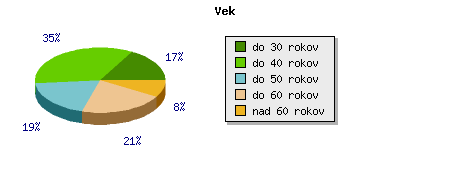 Vek
35%
17%
8%
21%
19%
do 30 rokov
do 40 rokov
do 50 rokov
do 60 rokov
nad 60 rokov